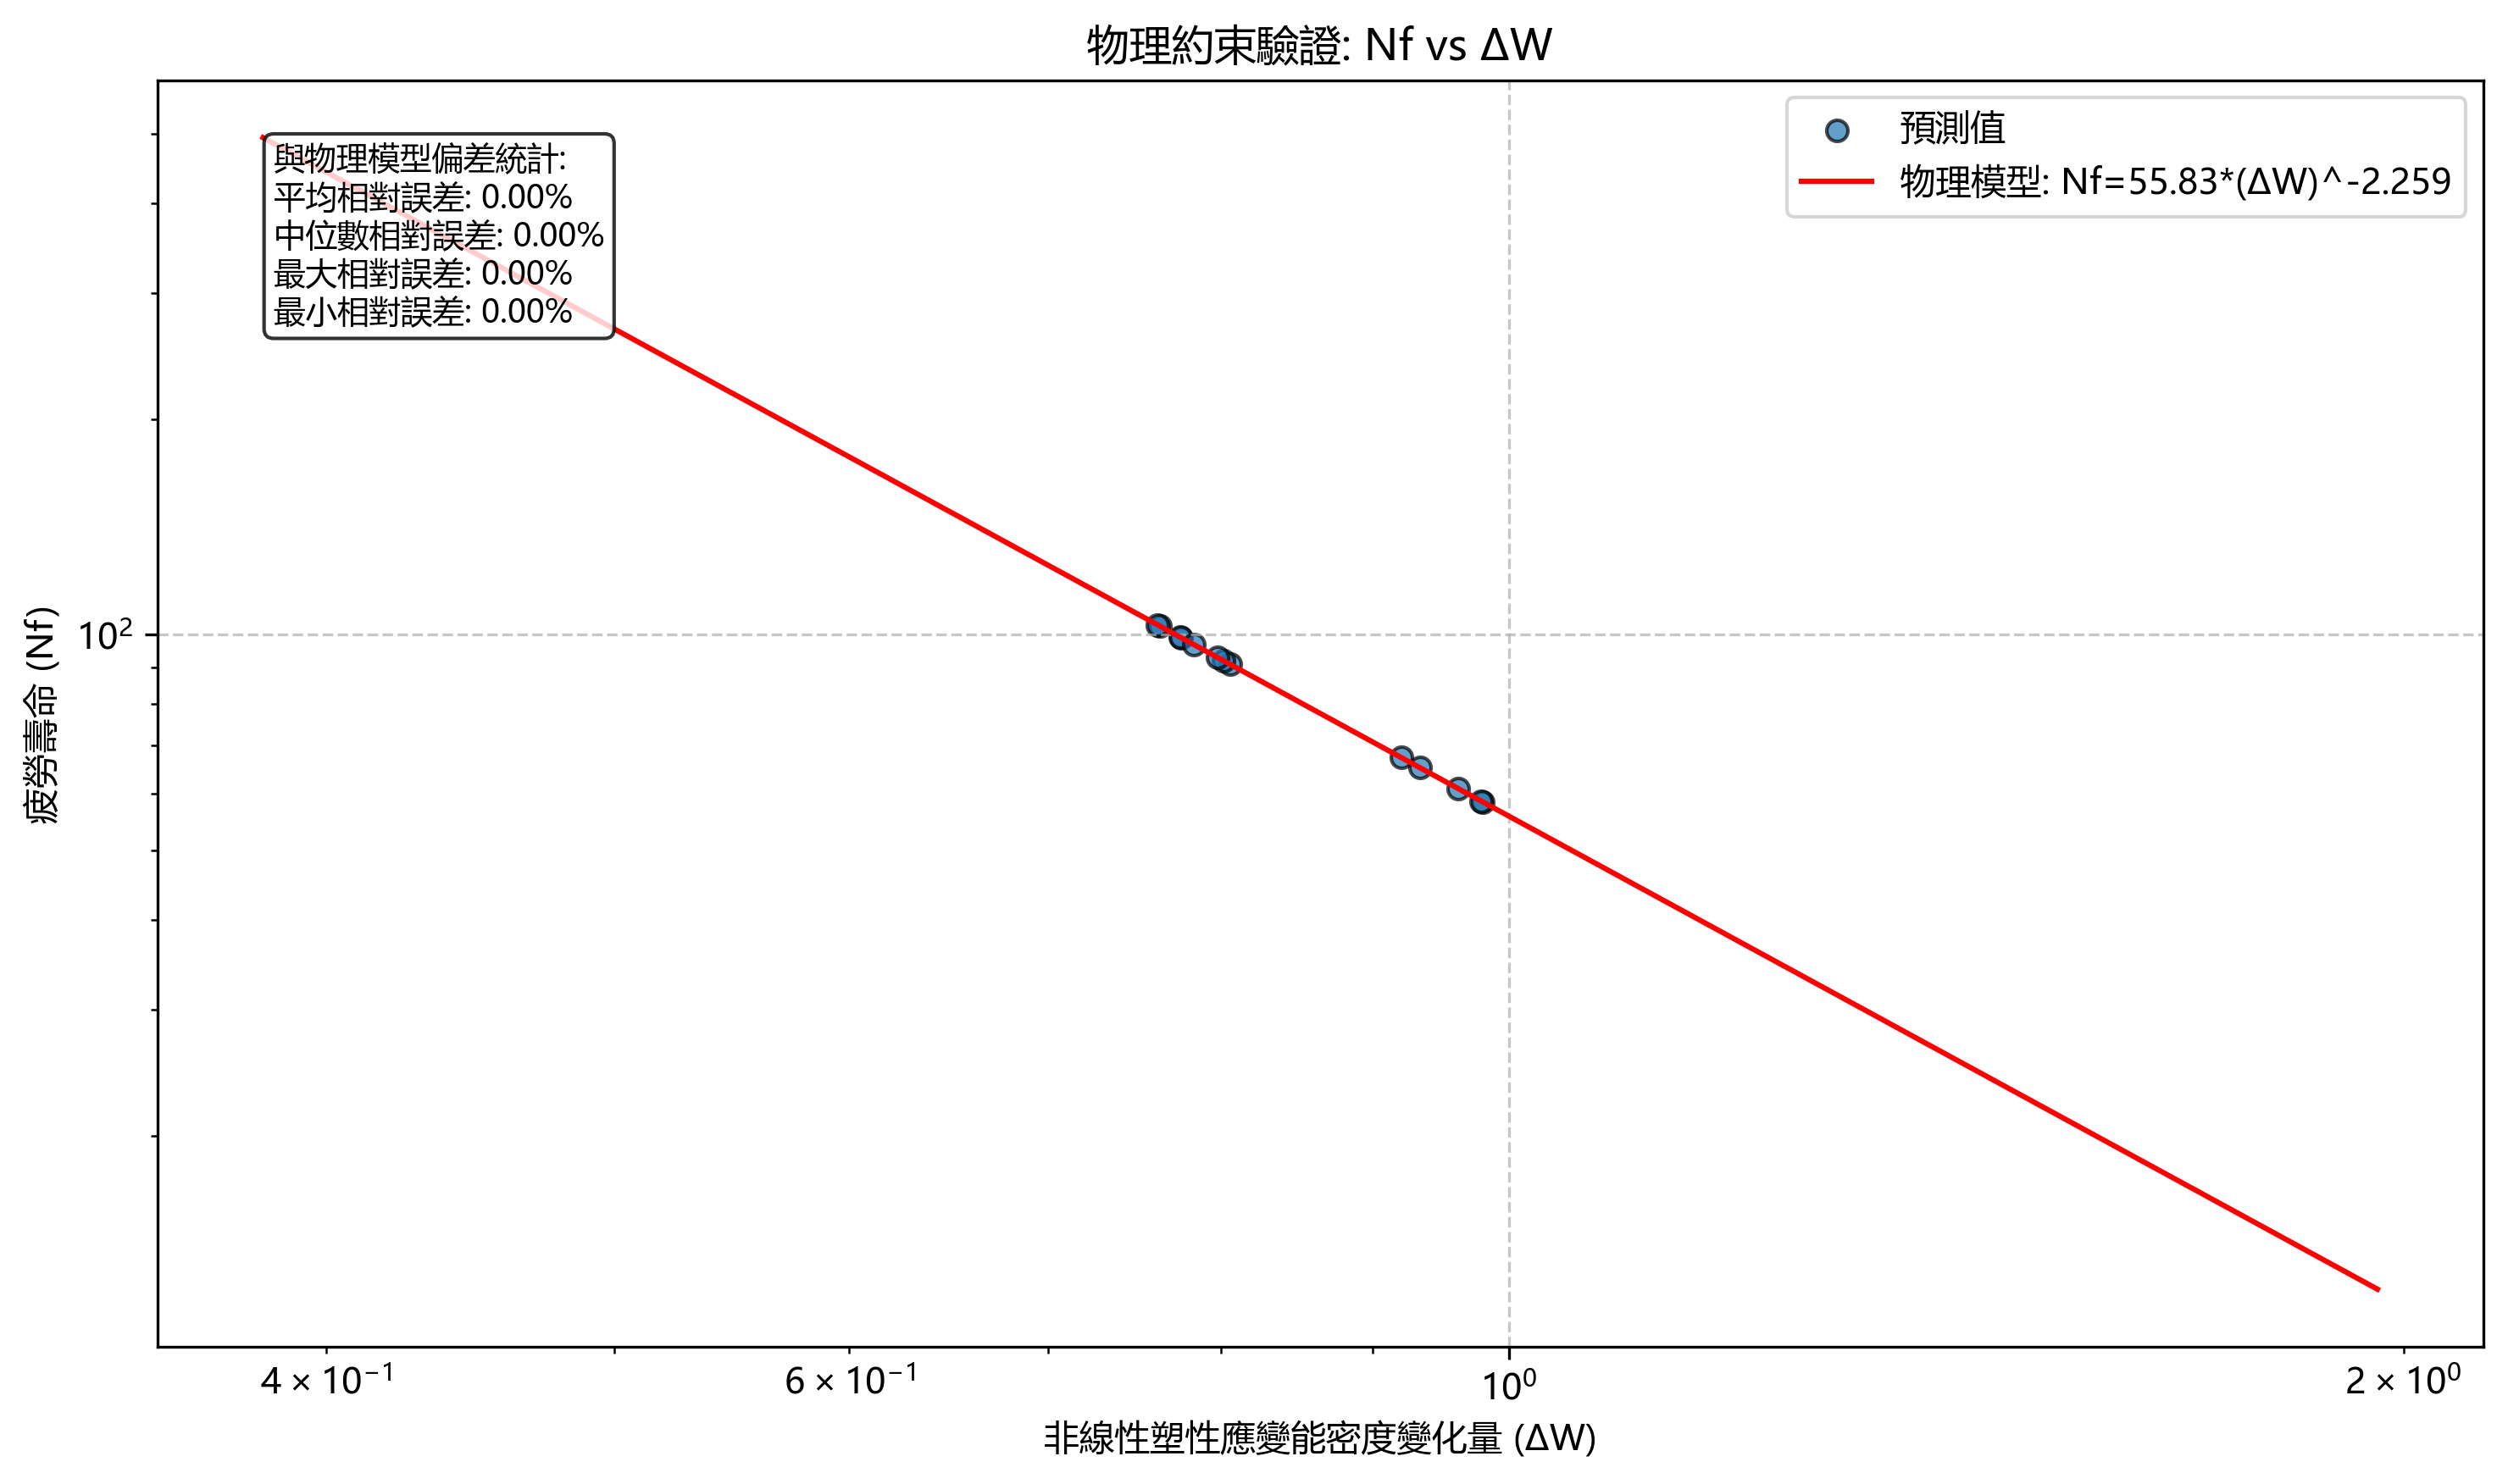 物理約束驗證: Nf vs ΔW
預測值
物理模型: Nf=55.83*(ΔW)^-2.259
與物理模型偏差統計:
平均相對誤差: 0.00%
中位數相對誤差: 0.00%
最大相對誤差: 0.00%
最小相對誤差: 0.00%
疲勞壽命 (Nf)
10²
4 × 10⁻¹
6 × 10⁻¹
10⁰
2 × 10⁰
非線性塑性應變能密度變化量 (ΔW)